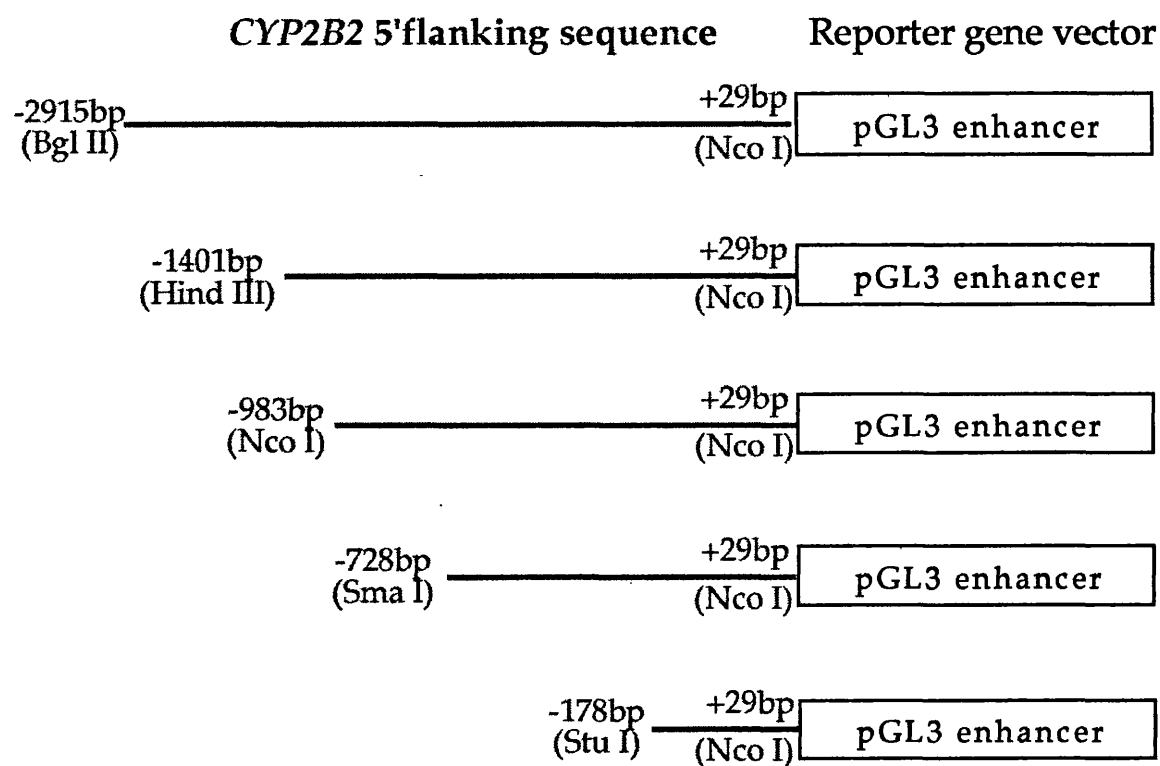 CYP2B2 5'flanking sequence Reporter gene vector
-2915bp +29bp
(Bgl II) (Nco I) pGL3 enhancer
-1401bp +29bp
(Hind III) (Nco I) pGL3 enhancer
-983bp +29bp
(Nco I) (Nco I) pGL3 enhancer
-728bp +29bp
(Sma I) (Nco I) pGL3 enhancer
-178bp +29bp
(Stu I) (Nco I) pGL3 enhancer